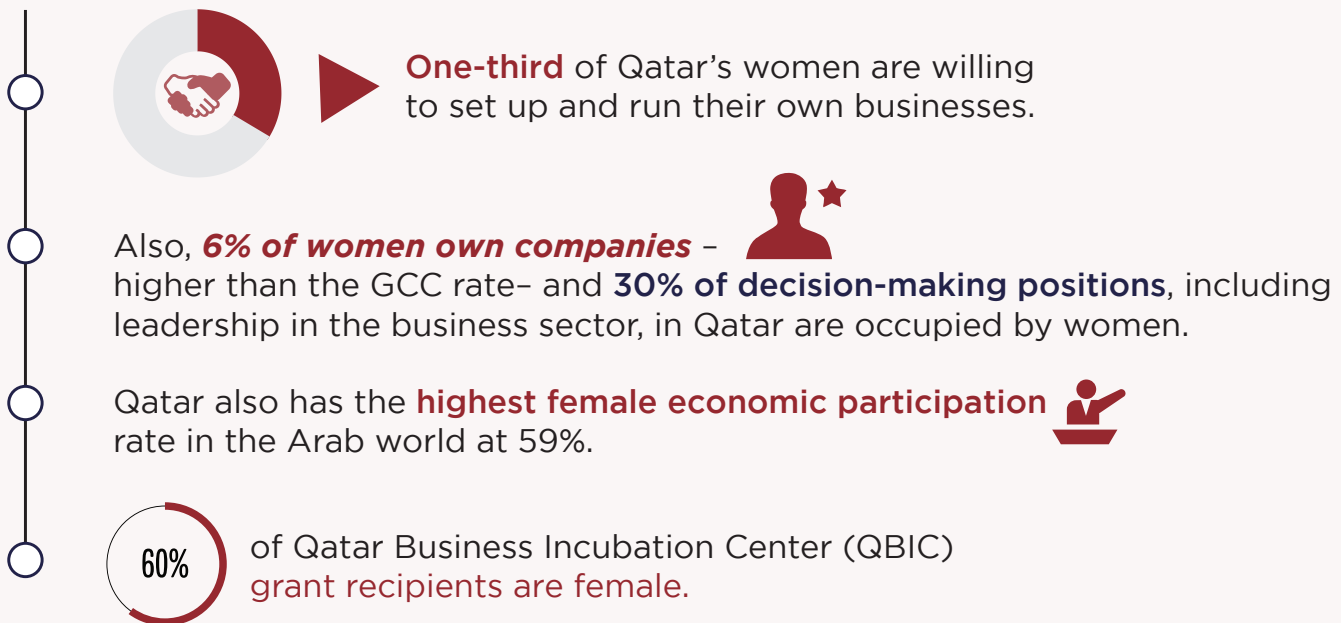 One-third of Qatar’s women are willing
to set up and run their own businesses.
Also, 6% of women own companies –
higher than the GCC rate– and 30% of decision-making positions, including
leadership in the business sector, in Qatar are occupied by women.
Qatar also has the highest female economic participation
rate in the Arab world at 59%.
60%
of Qatar Business Incubation Center (QBIC)
grant recipients are female.